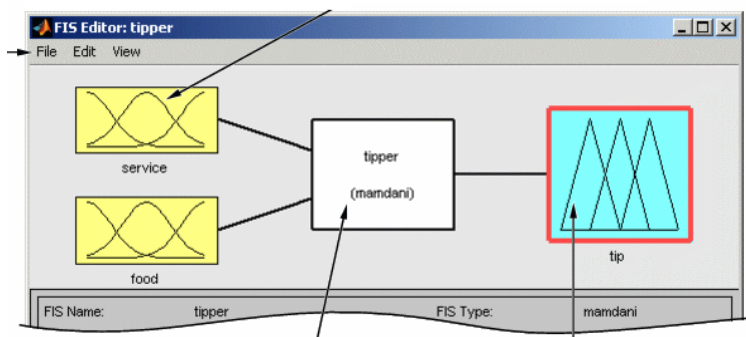 FIS Editor: tipper
File Edit View
service
food
tipper
(mamdani)
tip
FIS Name: tipper FIS Type: mamdani